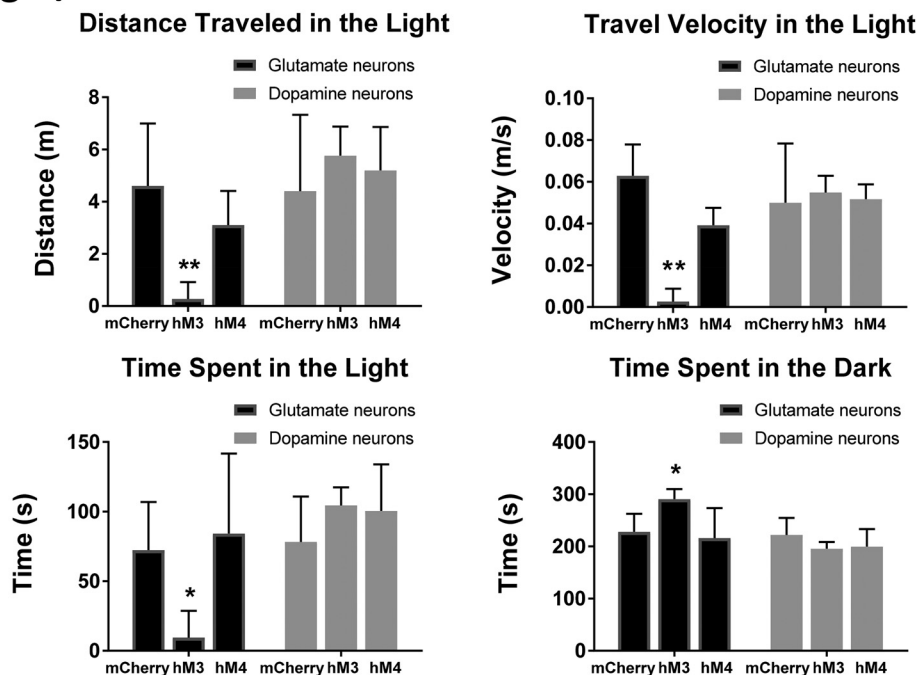 Distance Traveled in the Light
Glutamate neurons
Dopamine neurons
Distance (m)
8
6
4
2
0
**
mCherry hM3 hM4 mCherry hM3 hM4
Travel Velocity in the Light
Glutamate neurons
Dopamine neurons
Velocity (m/s)
0.10
0.08
0.06
0.04
0.02
0.00
**
mCherry hM3 hM4 mCherry hM3 hM4
Time Spent in the Light
Glutamate neurons
Dopamine neurons
Time (s)
150
100
50
0
*
mCherry hM3 hM4 mCherry hM3 hM4
Time Spent in the Dark
Glutamate neurons
Dopamine neurons
Time (s)
400
300
200
100
0
*
mCherry hM3 hM4 mCherry hM3 hM4